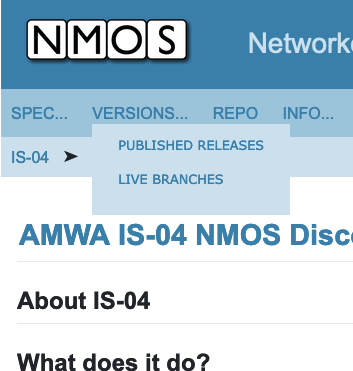 NMOS
Network
SPEC... VERSIONS... REPO INFO...
PUBLISHED RELEASES
IS-04 ➤
LIVE BRANCHES
AMWA IS-04 NMOS Disc
About IS-04
What does it do?